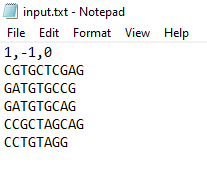 input.txt - Notepad
File Edit Format View Help
1,-1,0
CGTGCTCGAG
GATGTGCCG
GATGTGCAG
CCGCTAGCAG
CCTGTAGG